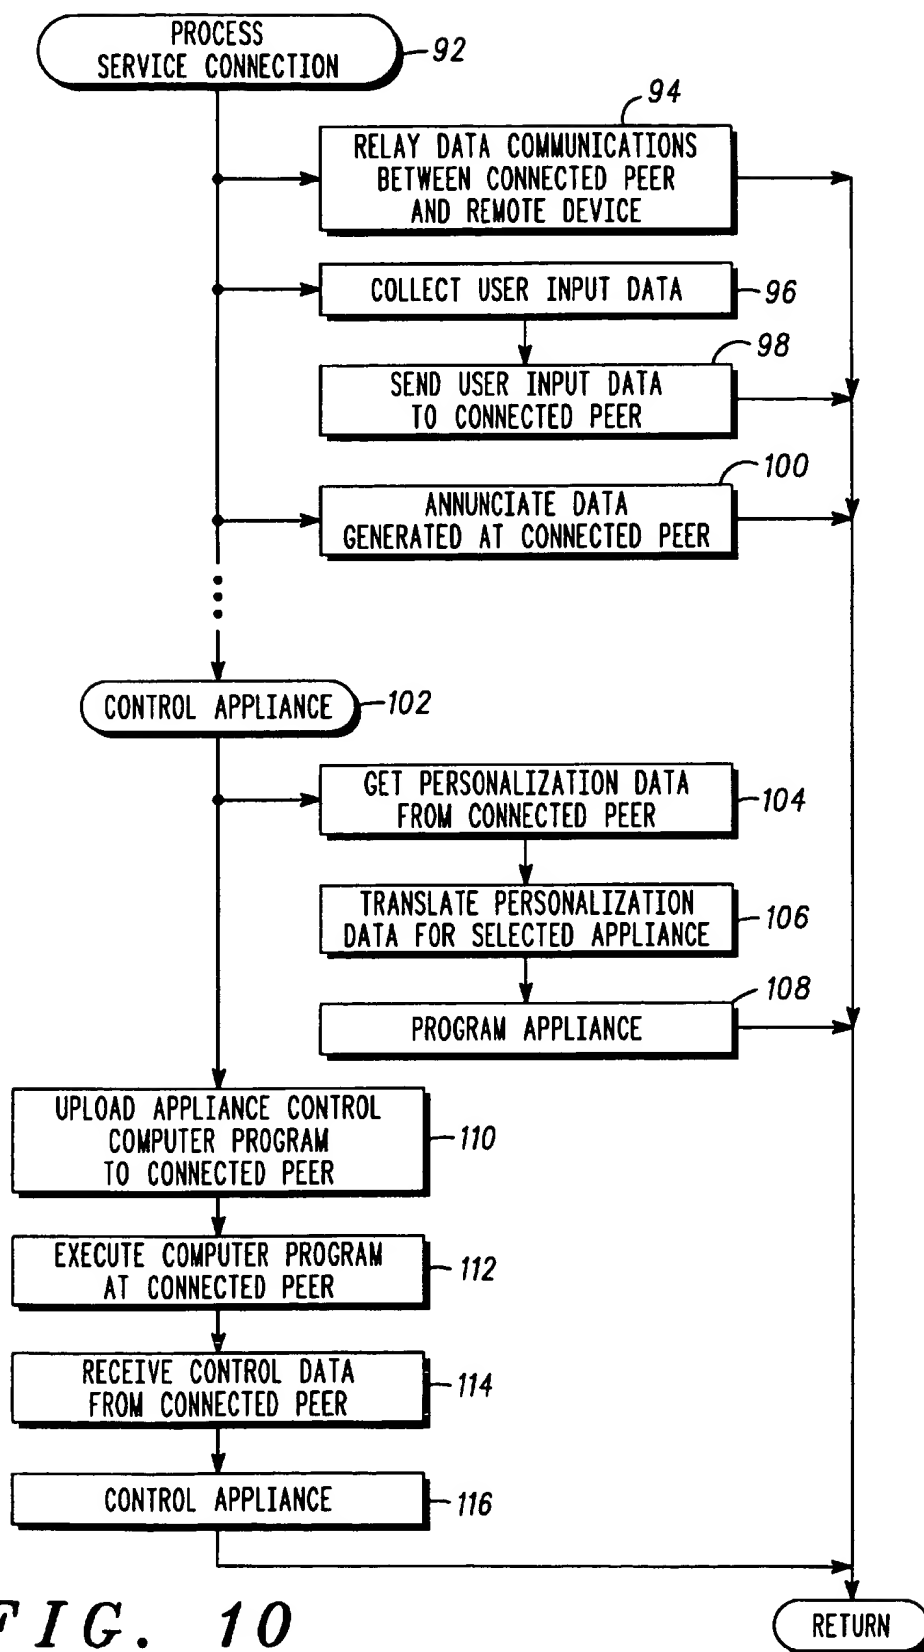 PROCESS
SERVICE CONNECTION
92
94
RELAY DATA COMMUNICATIONS
BETWEEN CONNECTED PEER
AND REMOTE DEVICE
COLLECT USER INPUT DATA
96
98
SEND USER INPUT DATA
TO CONNECTED PEER
100
ANNUNCIATE DATA
GENERATED AT CONNECTED PEER
CONTROL APPLIANCE
102
GET PERSONALIZATION DATA
FROM CONNECTED PEER
104
TRANSLATE PERSONALIZATION
DATA FOR SELECTED APPLIANCE
106
108
PROGRAM APPLIANCE
UPLOAD APPLIANCE CONTROL
COMPUTER PROGRAM
TO CONNECTED PEER
110
EXECUTE COMPUTER PROGRAM
AT CONNECTED PEER
112
RECEIVE CONTROL DATA
FROM CONNECTED PEER
114
CONTROL APPLIANCE
116
RETURN
FIG. 10